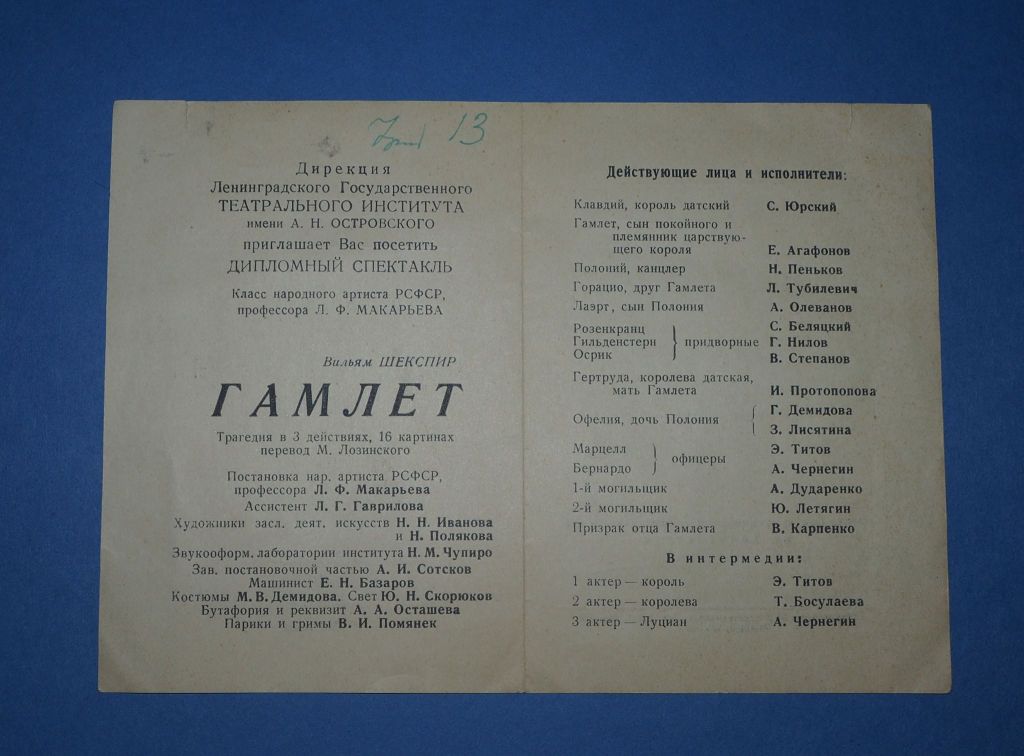 13
Дирекция
Ленинградского Государственного
ТЕАТРАЛЬНОГО ИНСТИТУТА
имени А. Н. ОСТРОВСКОГО
приглашает Вас посетить
ДИПЛОМНЫЙ СПЕКТАКЛЬ
Класс народного артиста РСФСР,
профессора Л. Ф. МАКАРЬЕВА
Вильям ШЕКСПИР
ГАМЛЕТ
Трагедия в 3 действиях, 16 картинах
перевод М. Лозинского
Постановка нар. артиста РСФСР,
профессора Л. Ф. Макарьева
Ассистент Л. Г. Гаврилова
Художники засл. деят. искусств Н. Н. Иванова
и Н. Полякова
Звукооформ. лаборатории института Н. М. Чупиро
Зав. постановочной частью А. И. Сотсков
Машинист Е. Н. Базаров
Костюмы М. В. Демидова. Свет Ю. Н. Скорюков
Бутафория и реквизит А. А. Осташева
Парики и гримы В. И. Помянек
Действующие лица и исполнители:
Клавдий, король датский С. Юрский
Гамлет, сын покойного и
племянник царствую-
щего короля Е. Агафонов
Полоний, канцлер Н. Пеньков
Горацио, друг Гамлета Л. Тубилевич
Лаэрт, сын Полония А. Олеванов
Розенкранц С. Беляцкий
Гильденстерн } придворные Г. Нилов
Осрик В. Степанов
Гертруда, королева датская,
мать Гамлета И. Протопопова
Офелия, дочь Полония { Г. Демидова
З. Лисятина
Марцелл Э. Титов
} офицеры
Бернардо А. Чернегин
1-й могильщик А. Дударенко
2-й могильщик Ю. Летягин
Призрак отца Гамлета В. Карпенко
В интермедии:
1 актер — король Э. Титов
2 актер — королева Т. Босулаева
3 актер — Луциан А. Чернегин